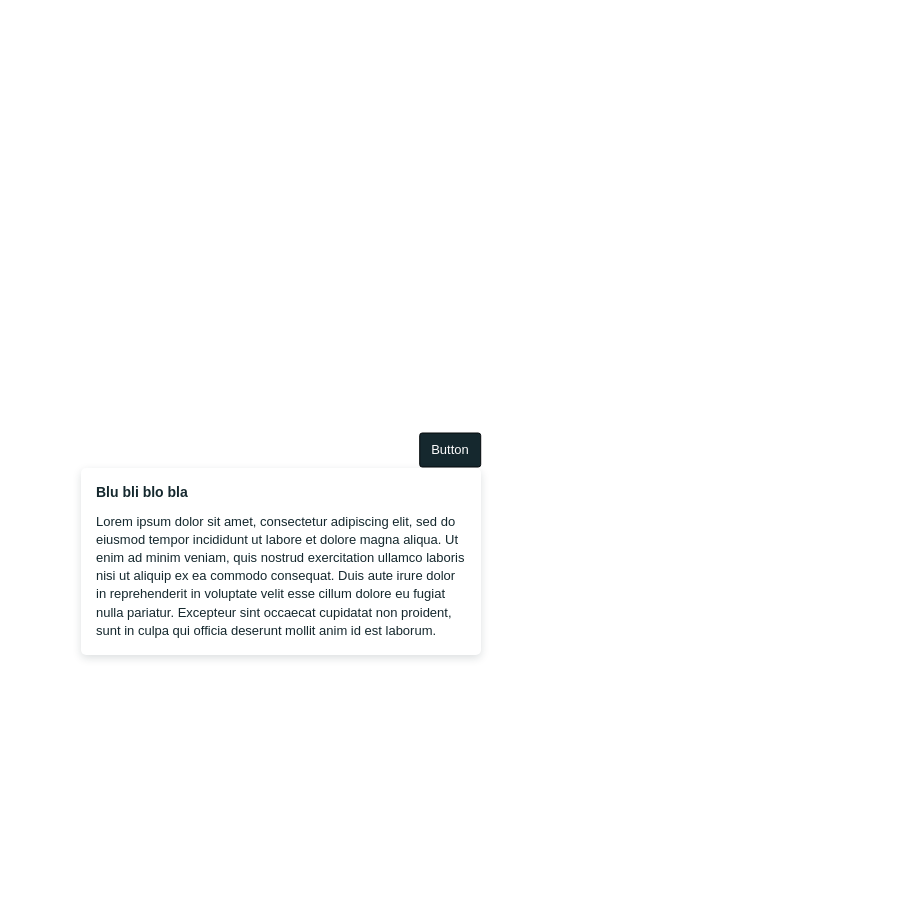 Button
Blu bli blo bla
Lorem ipsum dolor sit amet, consectetur adipiscing elit, sed do
eiusmod tempor incididunt ut labore et dolore magna aliqua. Ut
enim ad minim veniam, quis nostrud exercitation ullamco laboris
nisi ut aliquip ex ea commodo consequat. Duis aute irure dolor
in reprehenderit in voluptate velit esse cillum dolore eu fugiat
nulla pariatur. Excepteur sint occaecat cupidatat non proident,
sunt in culpa qui officia deserunt mollit anim id est laborum.